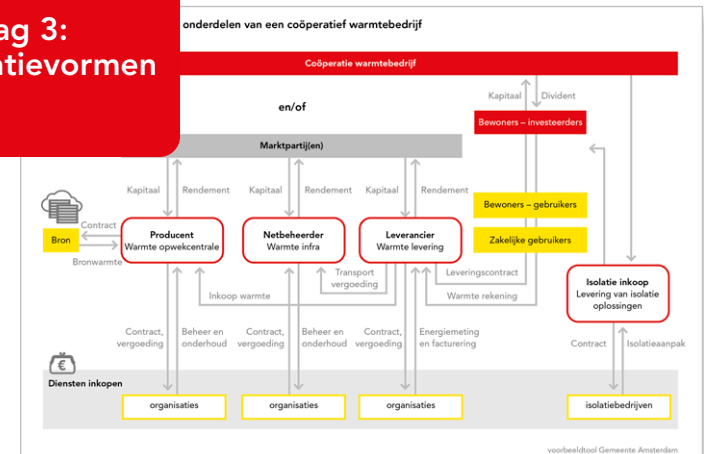 ag 3:
atievormen
onderdelen van een coöperatief warmtebedrijf
Coöperatie warmtebedrijf
en/of
Kapitaal
Divident
Bewoners – investeerders
Marktpartij(en)
Kapitaal
Rendement
Kapitaal
Rendement
Kapitaal
Rendement
Bewoners – gebruikers
Zakelijke gebruikers
Bron
Contract
Bronwarmte
Producent
Warmte opwekcentrale
Netbeheerder
Warmte infra
Leverancier
Warmte levering
Transport
vergoeding
Leveringscontract
Inkoop warmte
Warmte rekening
Isolatie inkoop
Levering van isolatie
oplossingen
Contract,
vergoeding
Beheer en
onderhoud
Contract,
vergoeding
Beheer en
onderhoud
Contract,
vergoeding
Energiemeting
en facturering
Contract
Isolatieaanpak
€
Diensten inkopen
organisaties
organisaties
organisaties
isolatiebedrijven
voorbeeldtool Gemeente Amsterdam